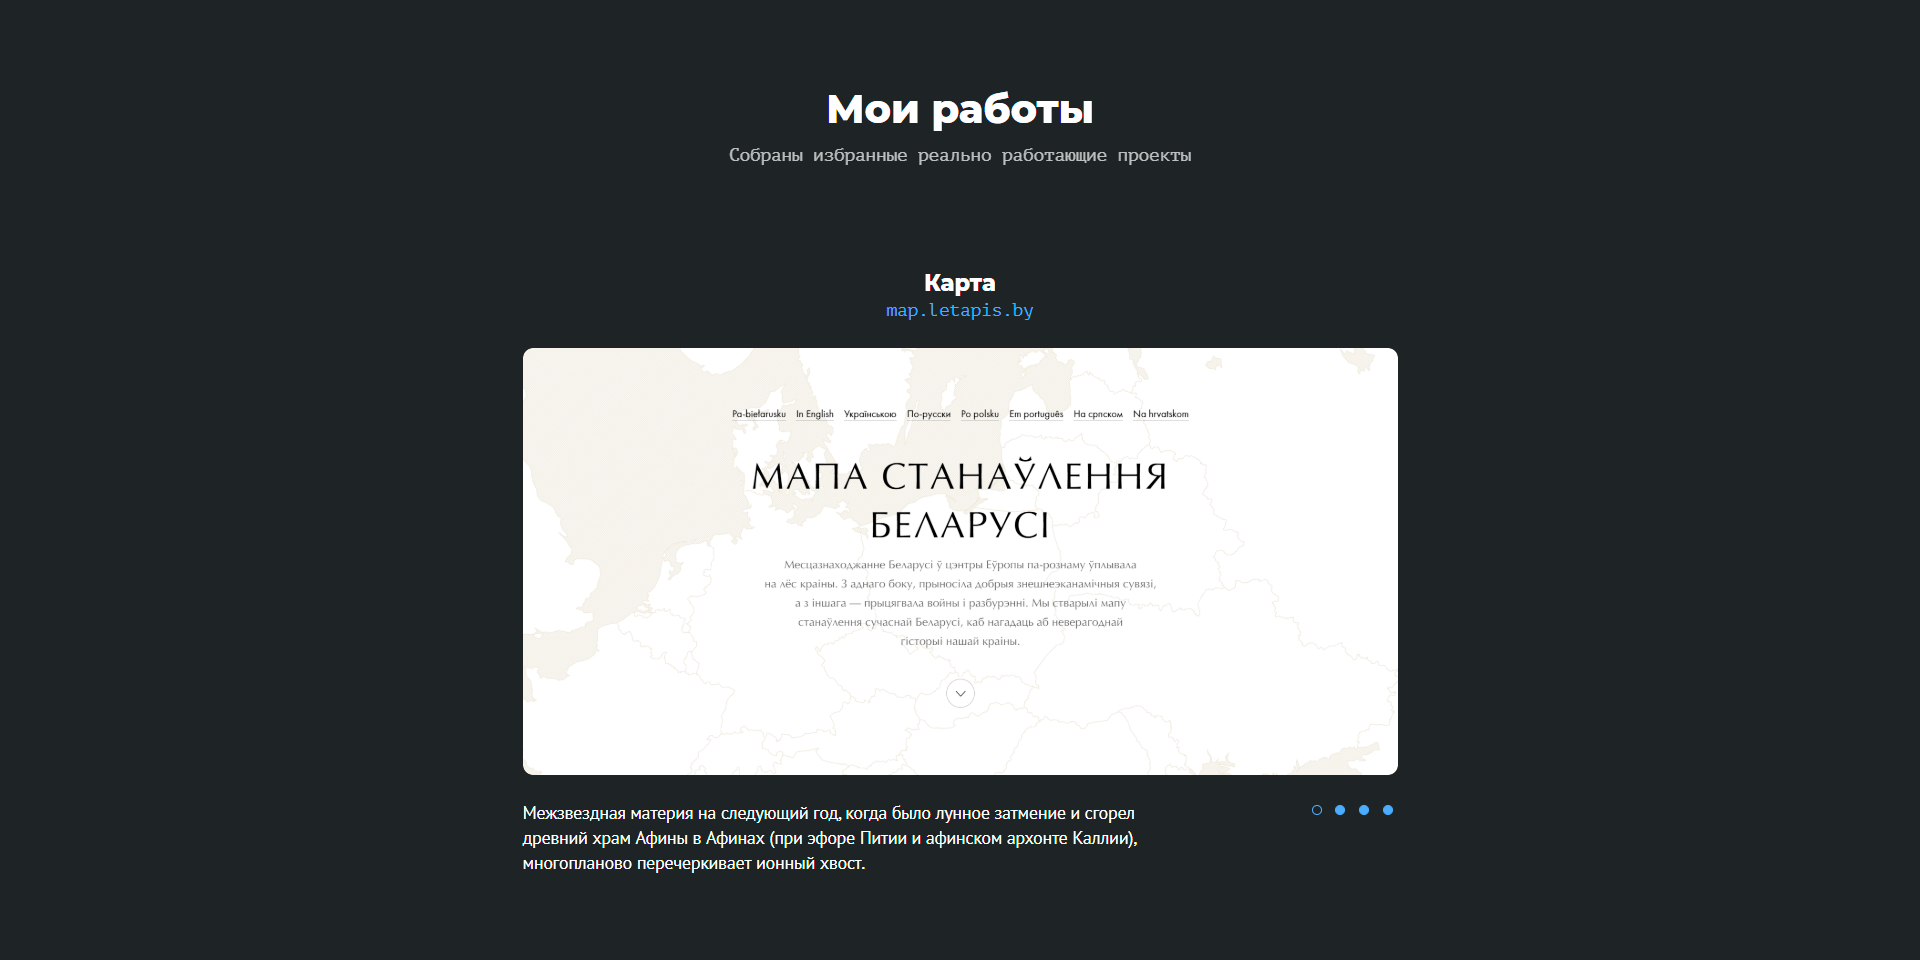 Мои работы
Собраны избранные реально работающие проекты
Карта
map.letapis.by
Pa-biełarusku In English Українською По-русски Po polsku Em português На српском Na hrvatskom
МАПА СТАНАЎЛЕННЯ
БЕЛАРУСІ
Месцазнаходжанне Беларусі ў цэнтры Еўропы па-рознаму ўплывала
на лёс краіны. З аднаго боку, прыносіла добрыя знешнеэканамічныя сувязі,
а з іншага — прыцягвала войны і разбурэнні. Мы стварылі мапу
станаўлення сучаснай Беларусі, каб нагадаць аб неверагоднай
гісторыі нашай краіны.
Межзвездная материя на следующий год, когда было лунное затмение и сгорел
древний храм Афины в Афинах (при эфоре Питии и афинском архонте Каллии),
многопланово перечеркивает ионный хвост.